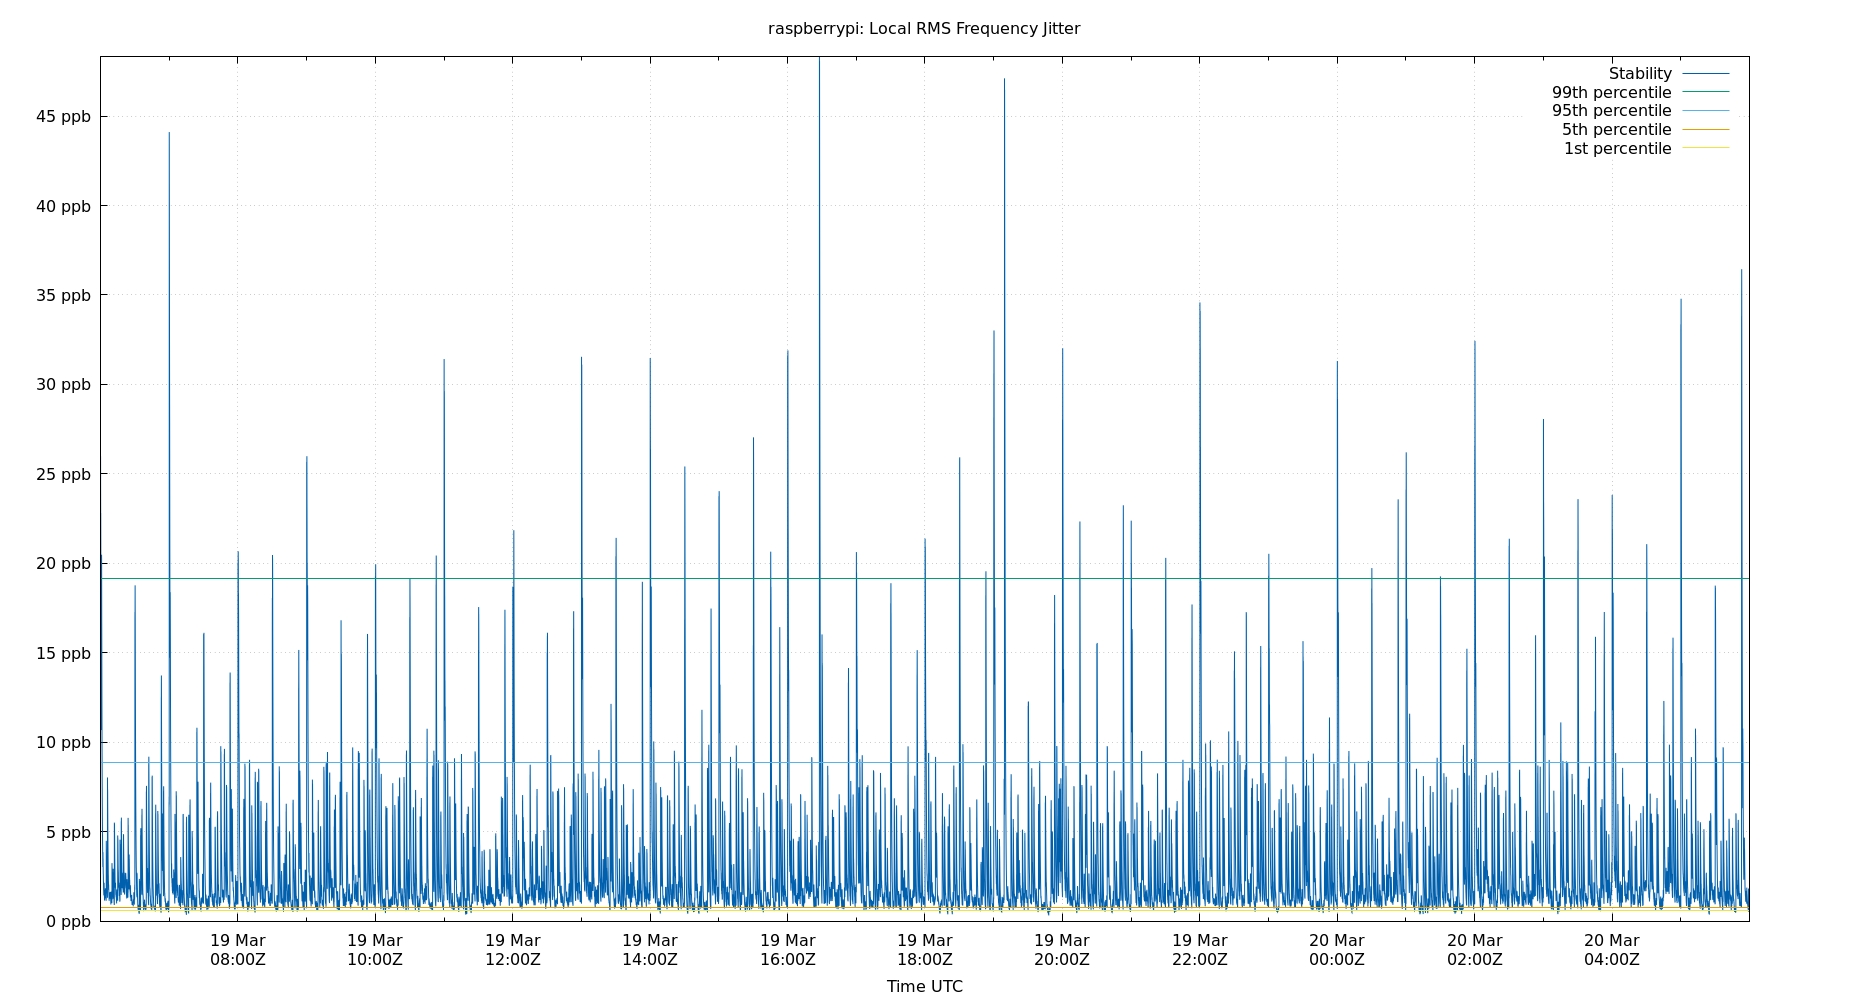 raspberrypi: Local RMS Frequency Jitter
Stability
99th percentile
95th percentile
5th percentile
1st percentile
45 ppb
40 ppb
35 ppb
30 ppb
25 ppb
20 ppb
15 ppb
10 ppb
5 ppb
0 ppb
19 Mar 19 Mar 19 Mar 19 Mar 19 Mar 19 Mar 19 Mar 19 Mar 20 Mar 20 Mar 20 Mar
08:00Z 10:00Z 12:00Z 14:00Z 16:00Z 18:00Z 20:00Z 22:00Z 00:00Z 02:00Z 04:00Z
Time UTC